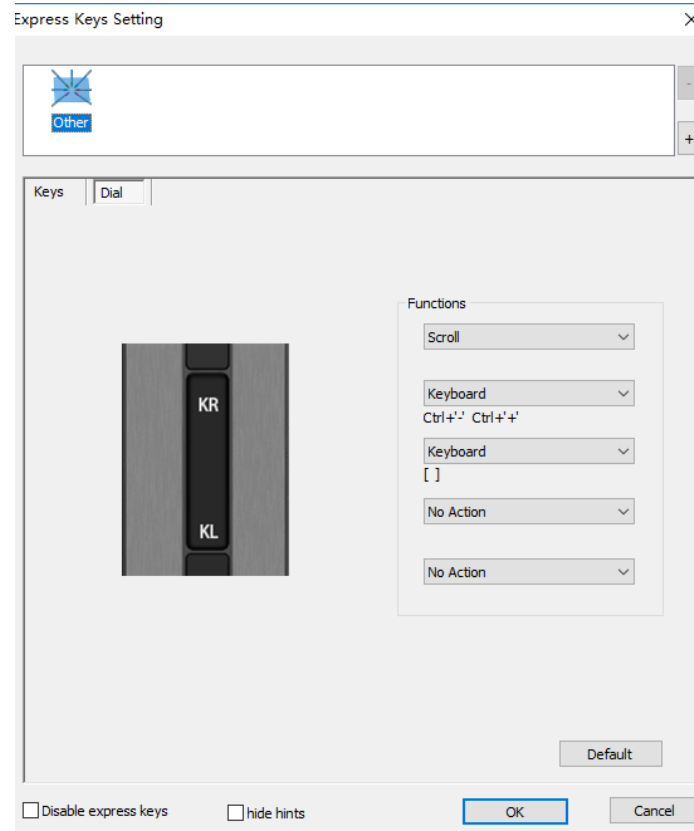 Express Keys Setting
Other
-
+
Keys Dial
Functions
Scroll
KR
Keyboard
Ctrl+'-' Ctrl+'+'
Keyboard
[ ]
No Action
KL
No Action
Default
Disable express keys hide hints OK Cancel